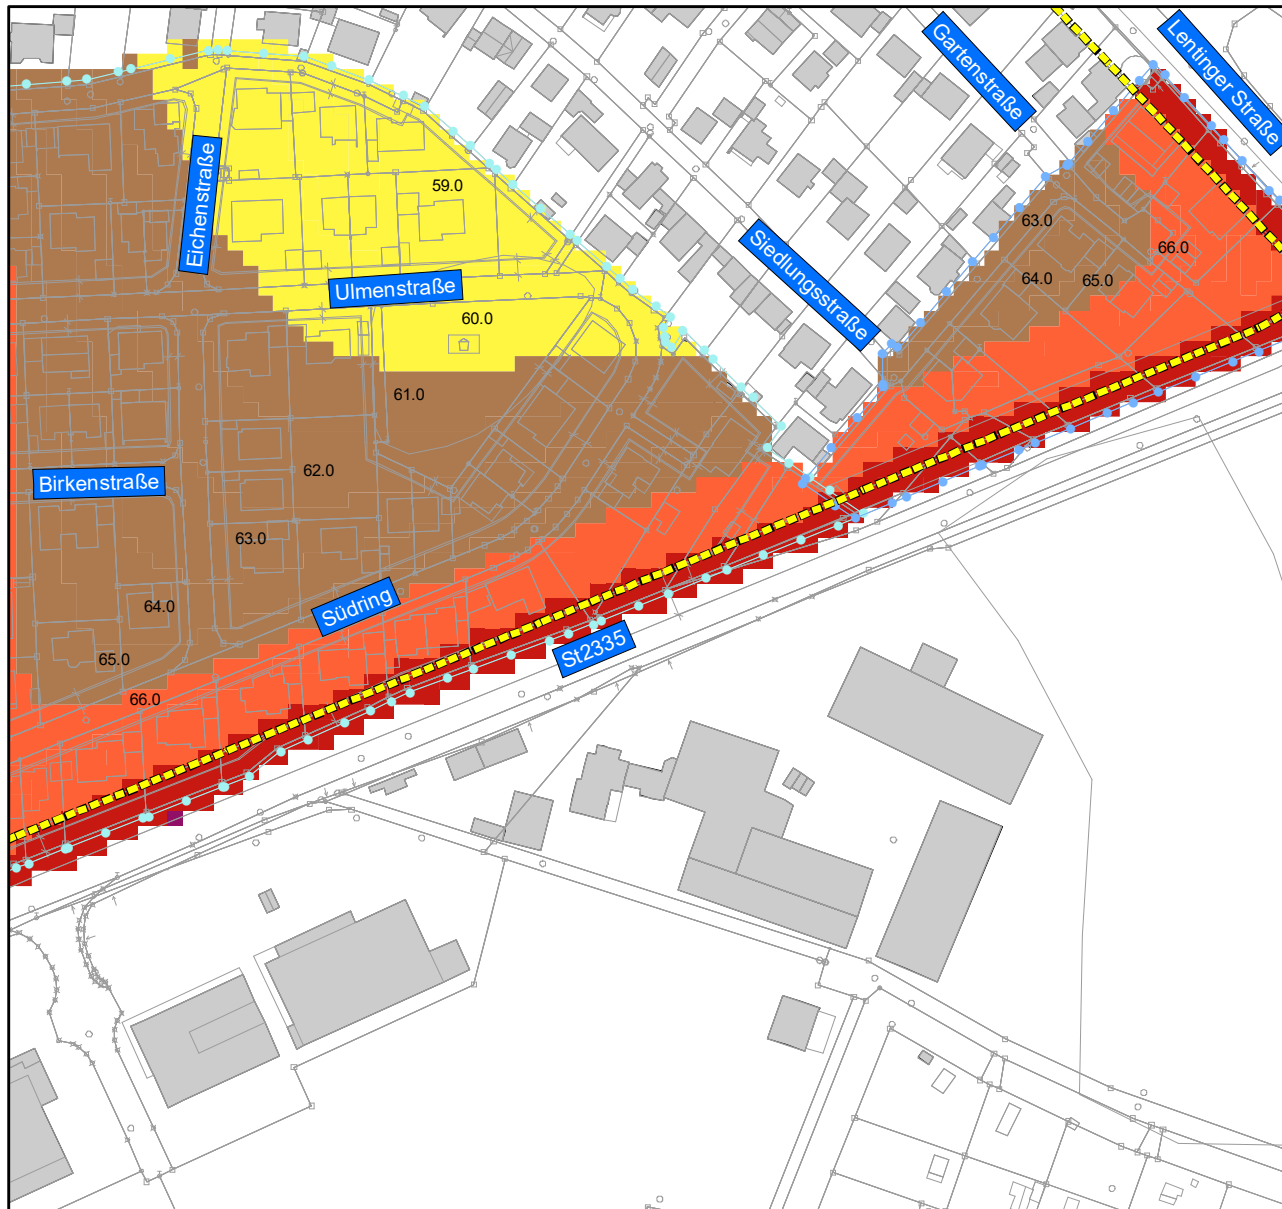 Gartenstraße
Lentinger Straße
Eichenstraße
59.0
63.0
Siedlungsstraße
66.0
64.0
65.0
Ulmenstraße
60.0
61.0
62.0
Birkenstraße
63.0
64.0
Südring
St2335
65.0
66.0